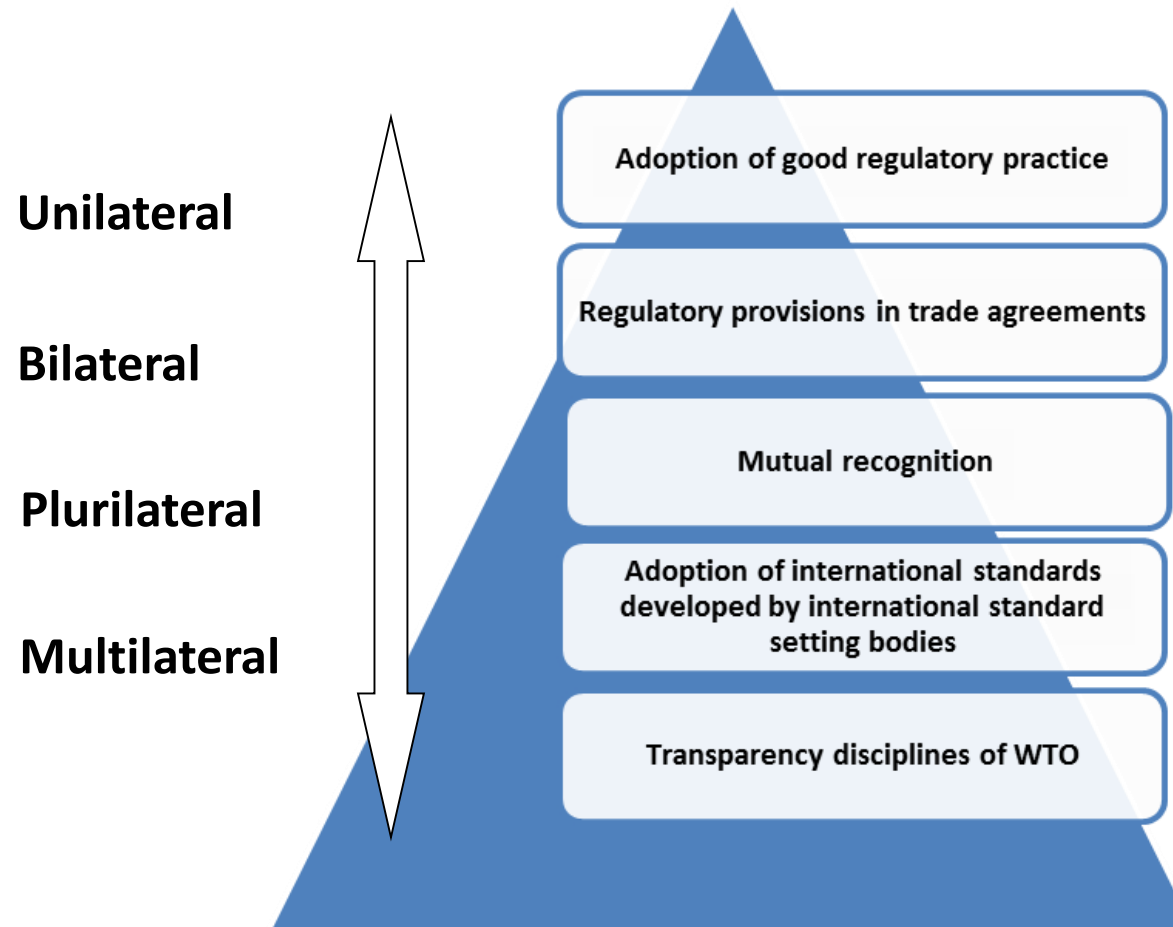 Adoption of good regulatory practice
Unilateral
Regulatory provisions in trade agreements
Bilateral
Mutual recognition
Plurilateral
Adoption of international standards
developed by international standard
setting bodies
Multilateral
Transparency disciplines of WTO